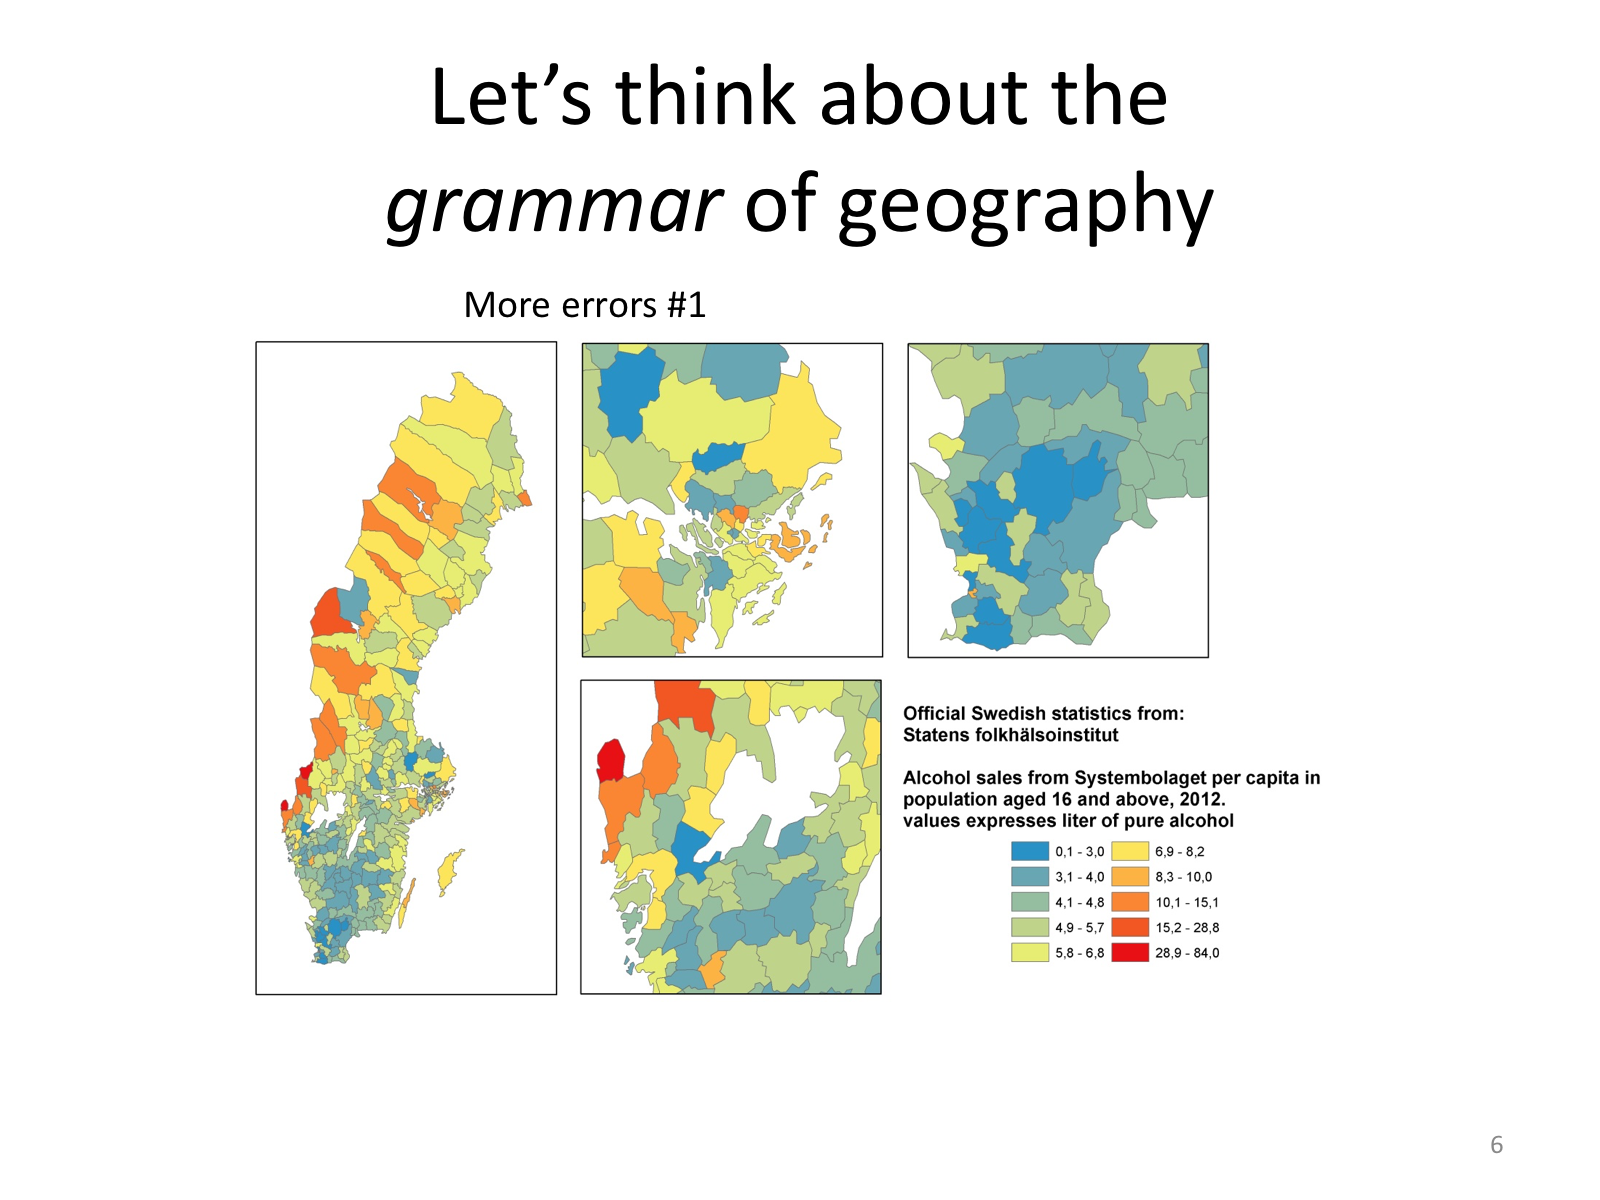 Let’s think about the
grammar of geography
More errors #1
Official Swedish statistics from:
Statens folkhälsoinstitut
Alcohol sales from Systembolaget per capita in
population aged 16 and above, 2012.
values expresses liter of pure alcohol
0,1 - 3,0
3,1 - 4,0
4,1 - 4,8
4,9 - 5,7
5,8 - 6,8
6,9 - 8,2
8,3 - 10,0
10,1 - 15,1
15,2 - 28,8
28,9 - 84,0
6